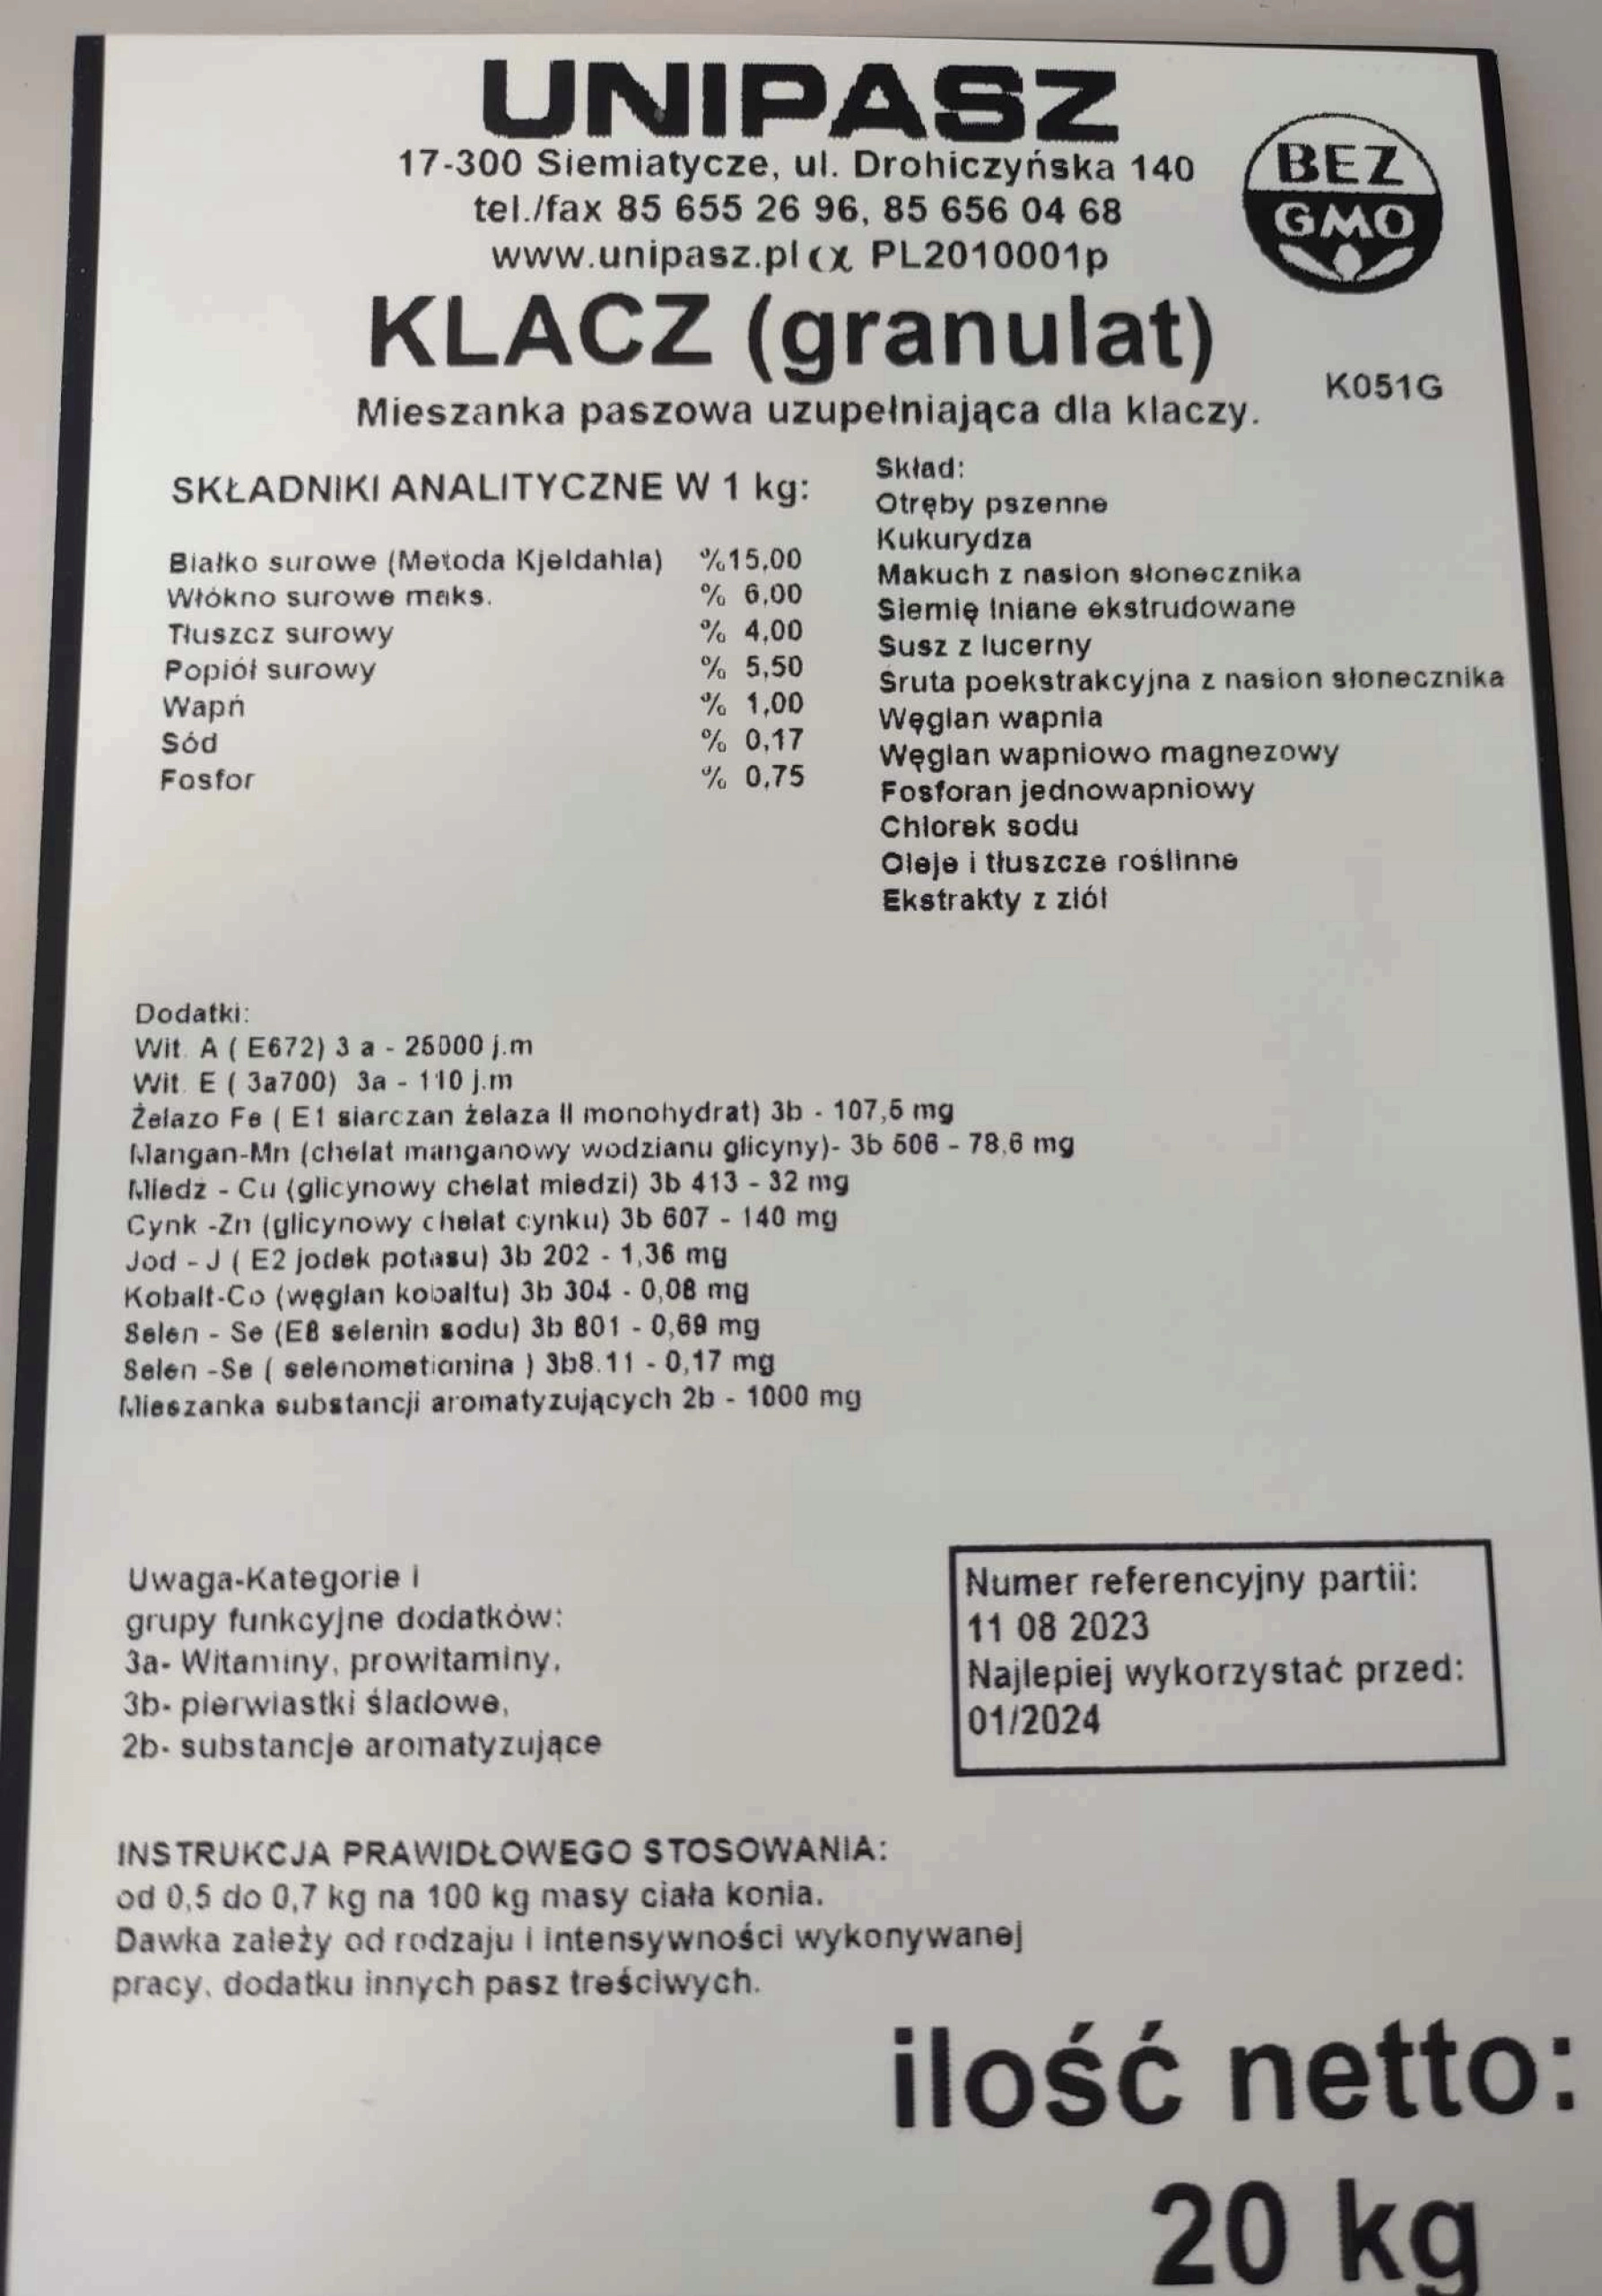 UNIPASZ
17-300 Siemiatycze, ul. Drohiczyńska 140
tel./fax 85 655 26 96, 85 656 04 68
www.unipasz.pl α PL2010001p
BEZ
GMO
KLACZ (granulat)
K051G
Mieszanka paszowa uzupełniająca dla klaczy.
SKŁADNIKI ANALITYCZNE W 1 kg:
Białko surowe (Metoda Kjeldahla) %15,00
Włókno surowe maks. % 6,00
Tłuszcz surowy % 4,00
Popiół surowy % 5,50
Wapń % 1,00
Sód % 0,17
Fosfor % 0,75
Skład:
Otręby pszenne
Kukurydza
Makuch z nasion słonecznika
Siemię lniane ekstrudowane
Susz z lucerny
Śruta poekstrakcyjna z nasion słonecznika
Węglan wapnia
Węglan wapniowo magnezowy
Fosforan jednowapniowy
Chlorek sodu
Oleje i tłuszcze roślinne
Ekstrakty z ziół
Dodatki:
Wit. A ( E672) 3 a - 25000 j.m
Wit. E ( 3a700) 3a - 110 j.m
Żelazo Fe ( E1 siarczan żelaza II monohydrat) 3b - 107,5 mg
Mangan-Mn (chelat manganowy wodzianu glicyny)- 3b 506 - 78,6 mg
Miedź - Cu (glicynowy chelat miedzi) 3b 413 - 32 mg
Cynk -Zn (glicynowy chelat cynku) 3b 607 - 140 mg
Jod - J ( E2 jodek potasu) 3b 202 - 1,36 mg
Kobalt-Co (węglan kobaltu) 3b 304 - 0,08 mg
Selen - Se (E8 selenin sodu) 3b 801 - 0,69 mg
Selen -Se ( selenometionina ) 3b8.11 - 0,17 mg
Mieszanka substancji aromatyzujących 2b - 1000 mg
Uwaga-Kategorie i
grupy funkcyjne dodatków:
3a- Witaminy, prowitaminy,
3b- pierwiastki śladowe,
2b- substancje aromatyzujące
Numer referencyjny partii:
11 08 2023
Najlepiej wykorzystać przed:
01/2024
INSTRUKCJA PRAWIDŁOWEGO STOSOWANIA:
od 0,5 do 0,7 kg na 100 kg masy ciała konia.
Dawka zależy od rodzaju i intensywności wykonywanej
pracy, dodatku innych pasz treściwych.
ilość netto:
20 kg